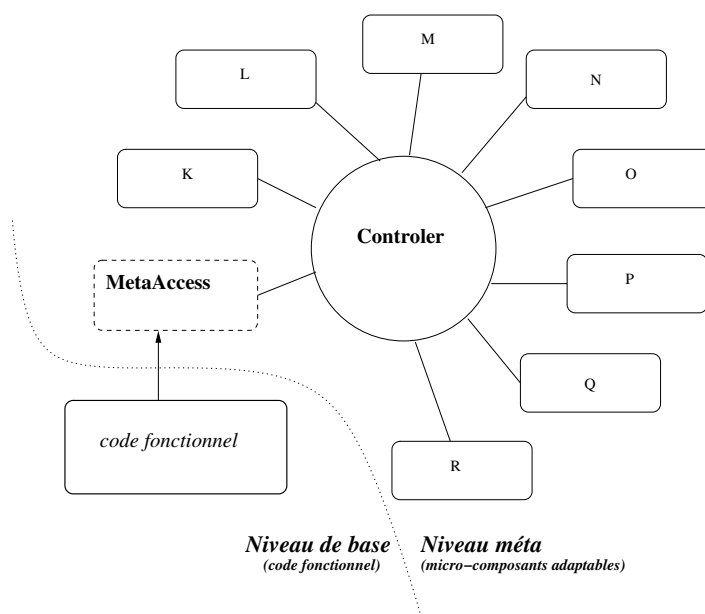 M
L
N
K
O
Controler
MetaAccess
P
Q
code fonctionnel
R
Niveau de base
(code fonctionnel)
Niveau méta
(micro−composants adaptables)